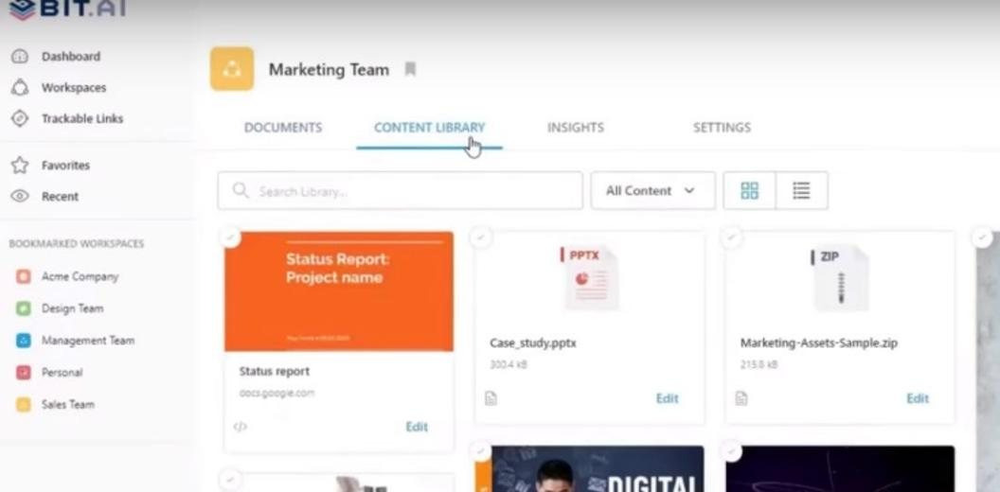 BIT.AI
Dashboard
Workspaces
Trackable Links
Favorites
Recent
BOOKMARKED WORKSPACES
Acme Company
Design Team
Management Team
Personal
Sales Team
Marketing Team
DOCUMENTS
CONTENT LIBRARY
INSIGHTS
SETTINGS
Search Library...
All Content
Status Report:
Project name
Status report
docs.google.com
</>
Edit
PPTX
Case_study.pptx
300.4 kB
Edit
ZIP
Marketing-Assets-Sample.zip
215.8 kB
Edit
DIGITAL